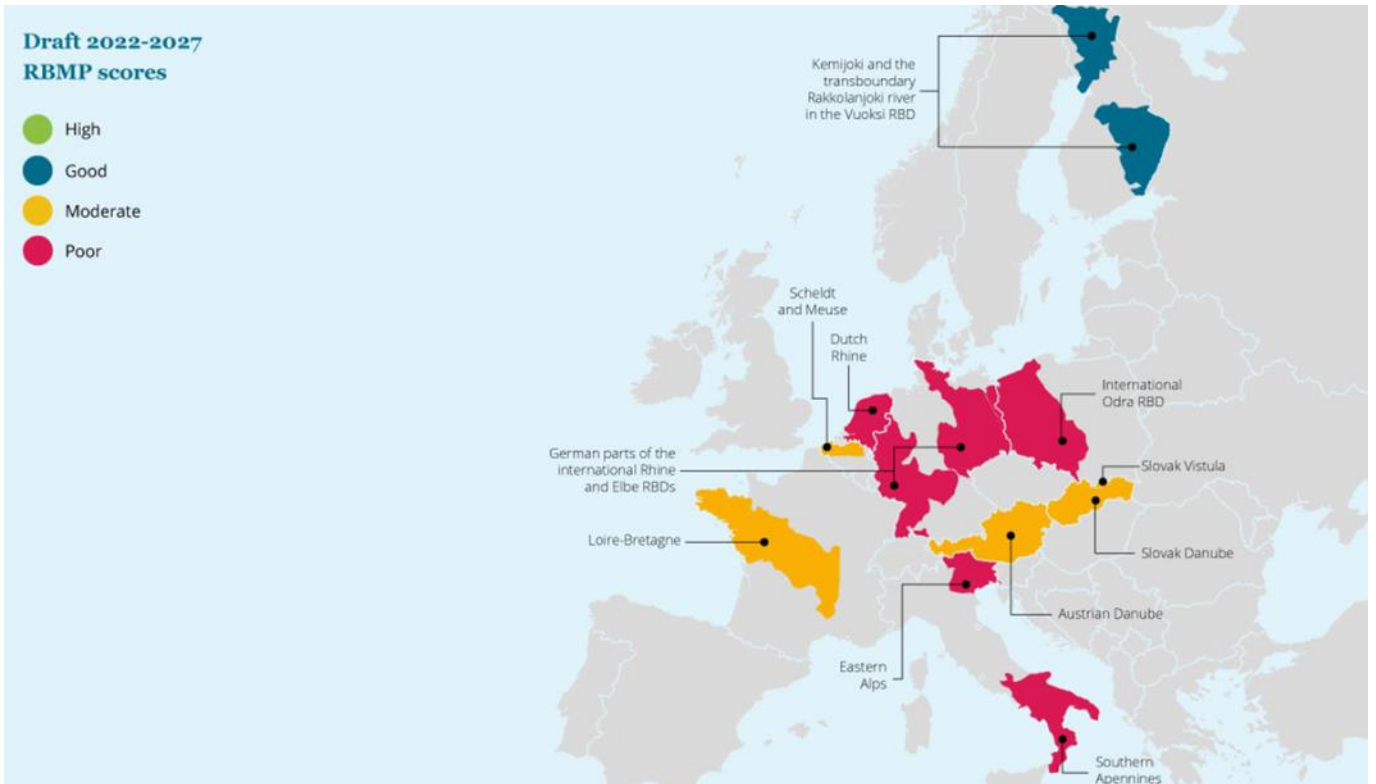 Draft 2022-2027
RBMP scores
High
Good
Moderate
Poor
Kemijoki and the
transboundary
Rakkolanjoki river
in the Vuoksi RBD
Scheldt
and Meuse
Dutch
Rhine
International
Odra RBD
German parts of the
international Rhine
and Elbe RBDs
Slovak Vistula
Loire-Bretagne
Slovak Danube
Austrian Danube
Eastern
Alps
Southern
Apennines